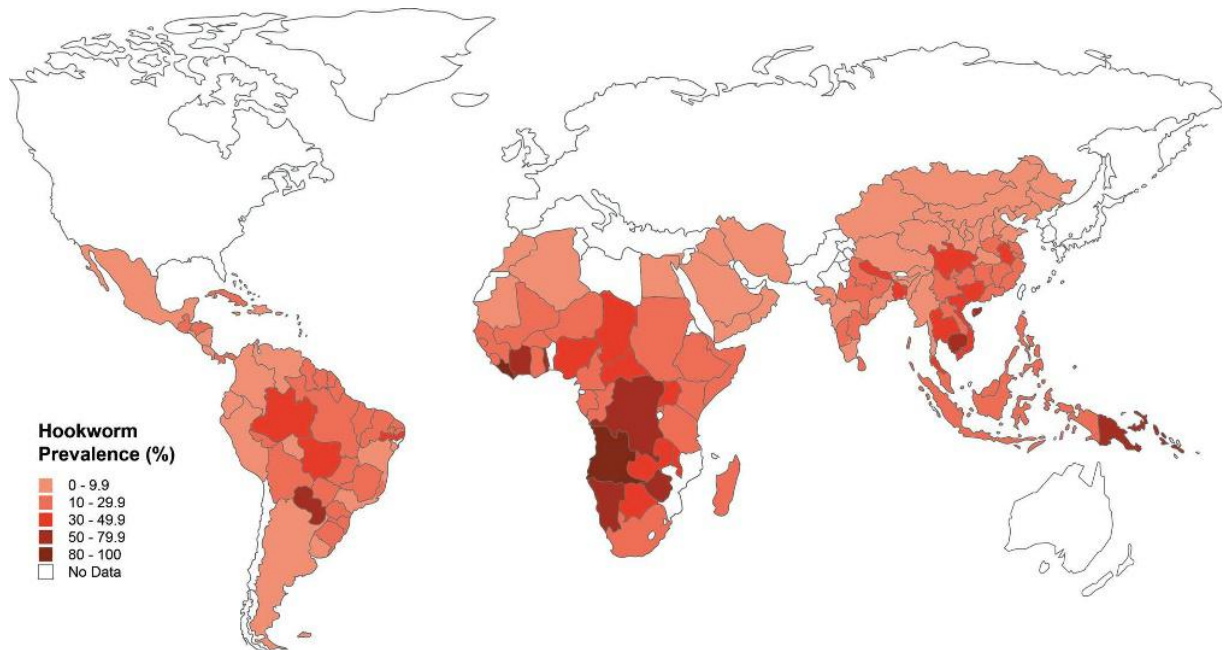 Hookworm
Prevalence (%)
0 - 9.9
10 - 29.9
30 - 49.9
50 - 79.9
80 - 100
No Data